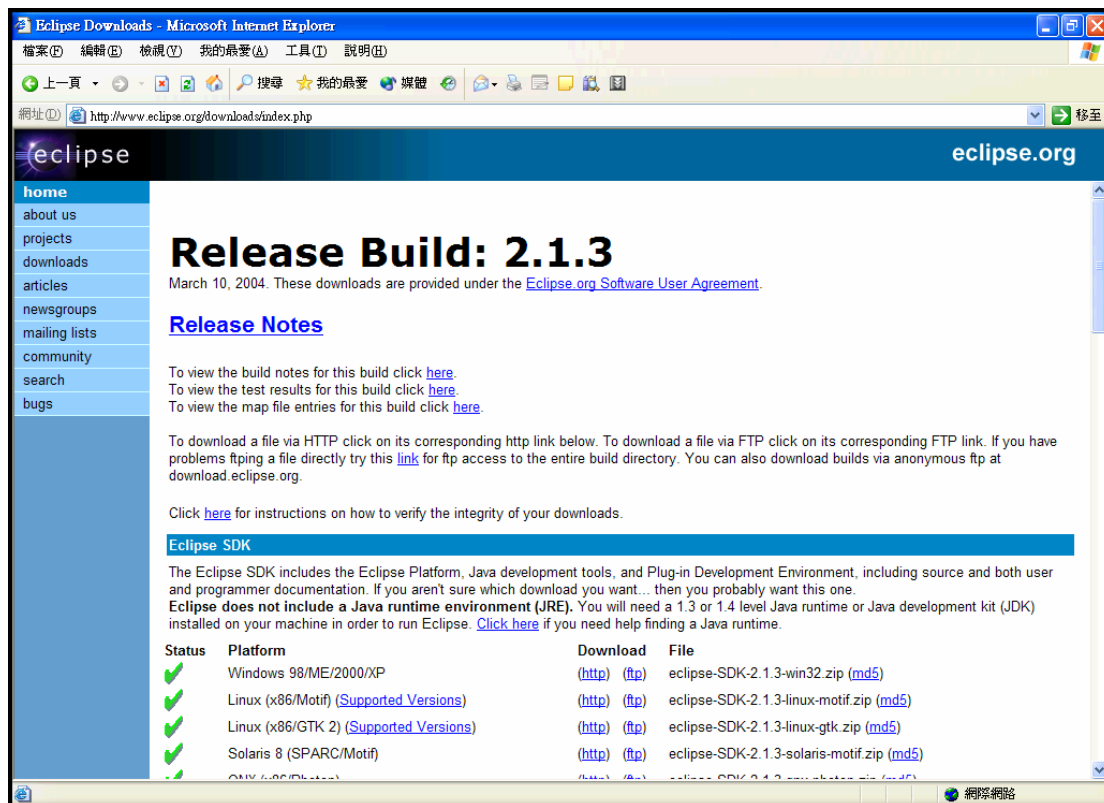 Eclipse Downloads - Microsoft Internet Explorer
檔案(F) 編輯(E) 檢視(V) 我的最愛(A) 工具(T) 說明(H)
上一頁 搜尋 我的最愛 媒體
網址(D) http://www.eclipse.org/downloads/index.php 移至
eclipse eclipse.org
home
about us
projects
downloads
articles
newsgroups
mailing lists
community
search
bugs
Release Build: 2.1.3
March 10, 2004. These downloads are provided under the Eclipse.org Software User Agreement.
Release Notes
To view the build notes for this build click here.
To view the test results for this build click here.
To view the map file entries for this build click here.
To download a file via HTTP click on its corresponding http link below. To download a file via FTP click on its corresponding FTP link. If you have
problems ftping a file directly try this link for ftp access to the entire build directory. You can also download builds via anonymous ftp at
download.eclipse.org.
Click here for instructions on how to verify the integrity of your downloads.
Eclipse SDK
The Eclipse SDK includes the Eclipse Platform, Java development tools, and Plug-in Development Environment, including source and both user
and programmer documentation. If you aren't sure which download you want... then you probably want this one.
Eclipse does not include a Java runtime environment (JRE). You will need a 1.3 or 1.4 level Java runtime or Java development kit (JDK)
installed on your machine in order to run Eclipse. Click here if you need help finding a Java runtime.
Status Platform Download File
Windows 98/ME/2000/XP (http) (ftp) eclipse-SDK-2.1.3-win32.zip (md5)
Linux (x86/Motif) (Supported Versions) (http) (ftp) eclipse-SDK-2.1.3-linux-motif.zip (md5)
Linux (x86/GTK 2) (Supported Versions) (http) (ftp) eclipse-SDK-2.1.3-linux-gtk.zip (md5)
Solaris 8 (SPARC/Motif) (http) (ftp) eclipse-SDK-2.1.3-solaris-motif.zip (md5)
網際網路